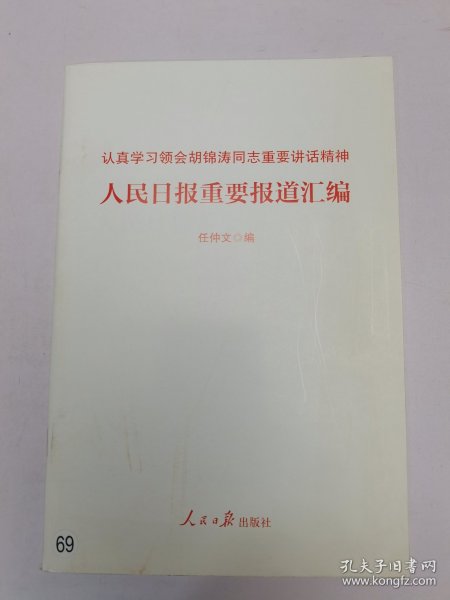 认真学习领会胡锦涛同志重要讲话精神
人民日报重要报道汇编
任仲文◎编
人民日报出版社
69
孔夫子旧书网
www.kongfz.com